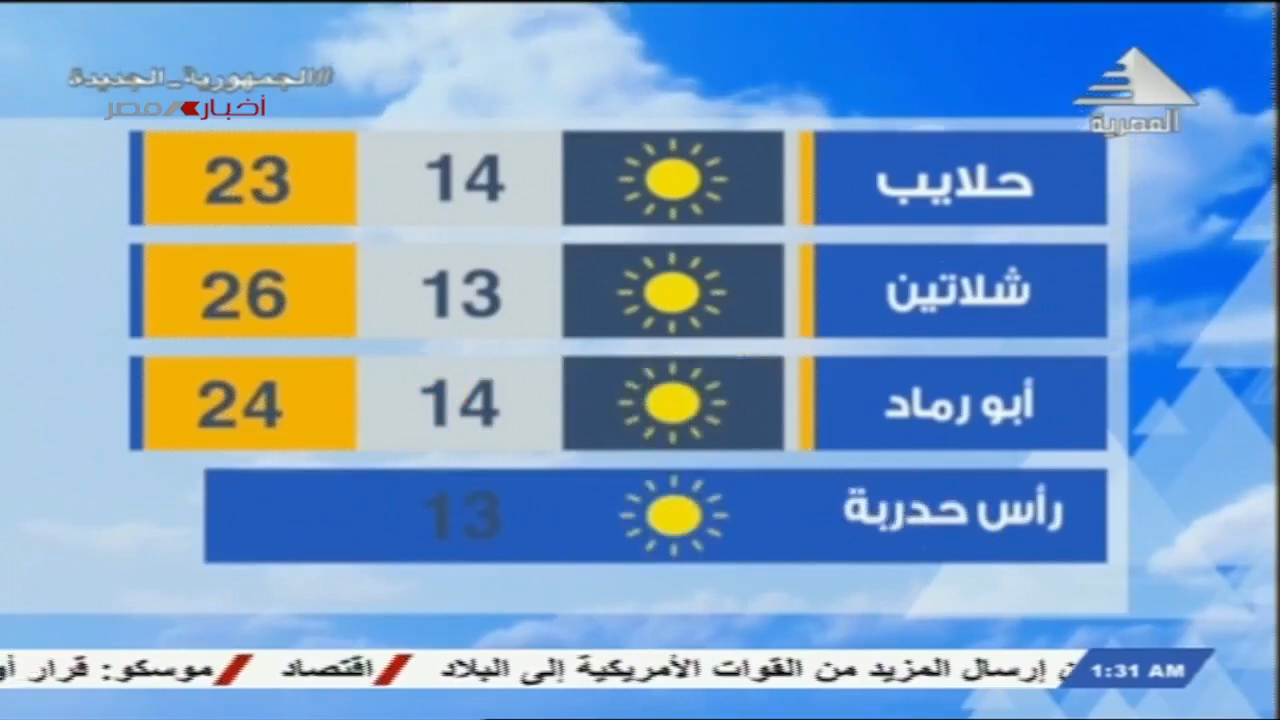 #الجمهورية_الجديدة
أخبار مصر
المصرية
حلايب 14 23
شلاتين 13 26
أبو رماد 14 24
رأس حدربة 13
1:31 AM إرسال المزيد من القوات الأمريكية إلى البلاد اقتصاد موسكو: قرار